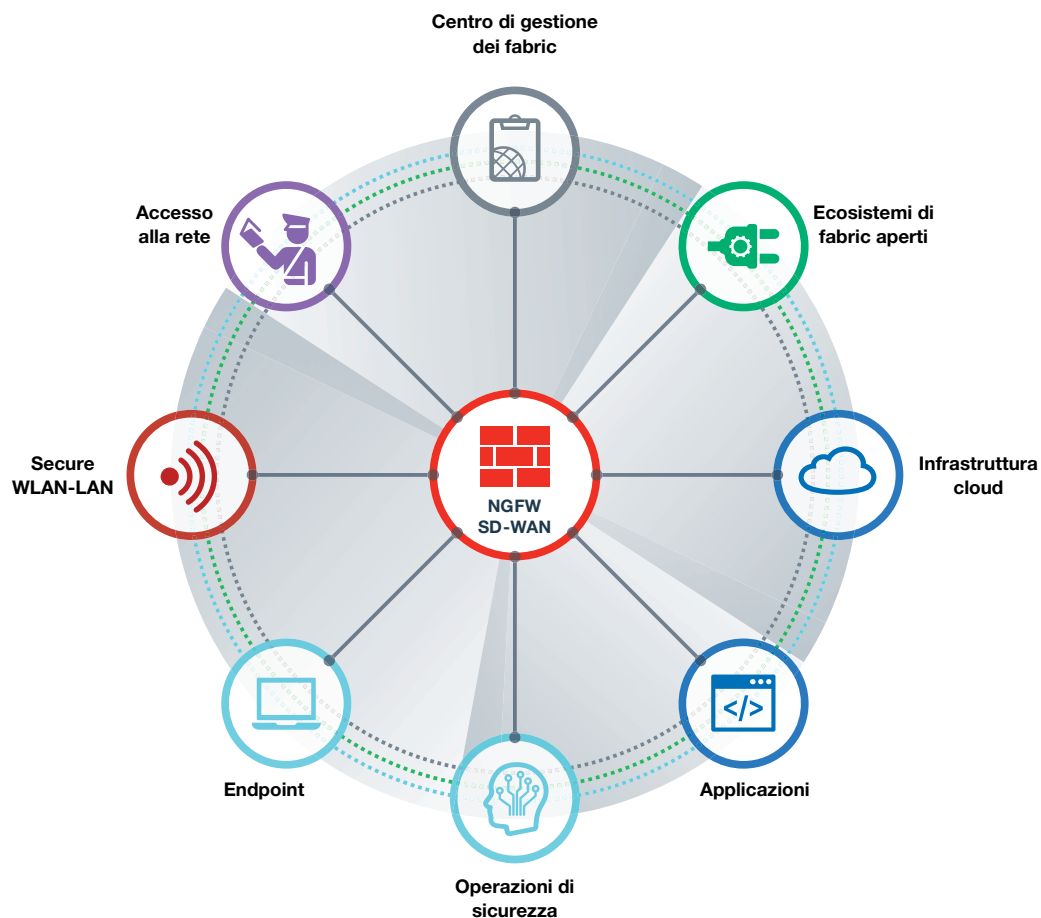 Centro di gestione
dei fabric
Accesso
alla rete
Ecosistemi di
fabric aperti
Secure
WLAN-LAN
NGFW
SD-WAN
Infrastruttura
cloud
</>
Endpoint
Applicazioni
Operazioni di
sicurezza